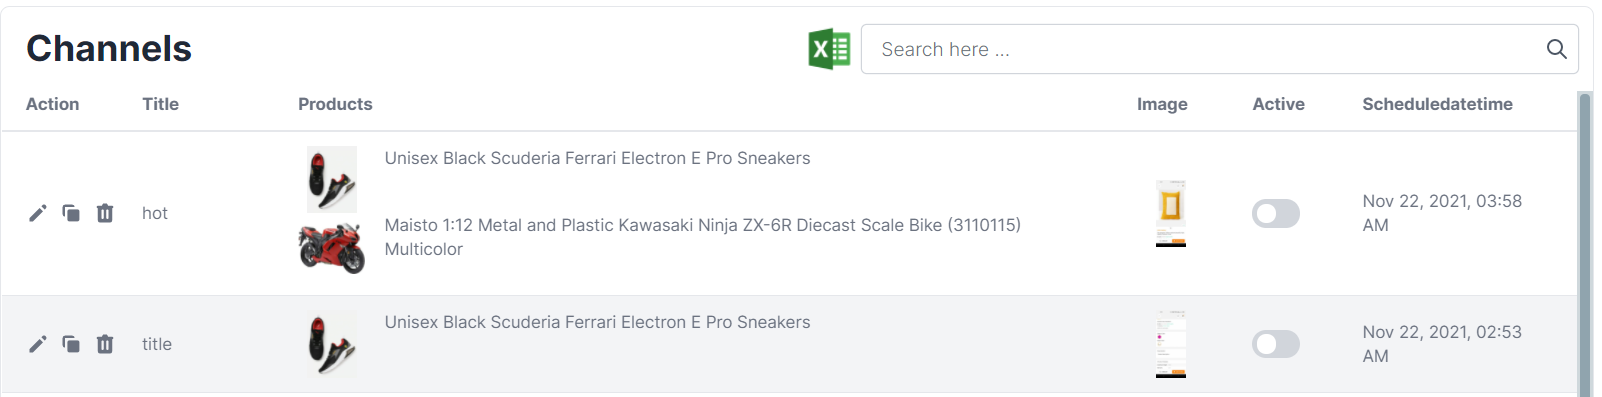 Channels
X
Search here ...
Action Title Products Image Active Scheduledatetime
Unisex Black Scuderia Ferrari Electron E Pro Sneakers
hot
Maisto 1:12 Metal and Plastic Kawasaki Ninja ZX-6R Diecast Scale Bike (3110115)
Multicolor
Nov 22, 2021, 03:58
AM
title
Unisex Black Scuderia Ferrari Electron E Pro Sneakers
Nov 22, 2021, 02:53
AM